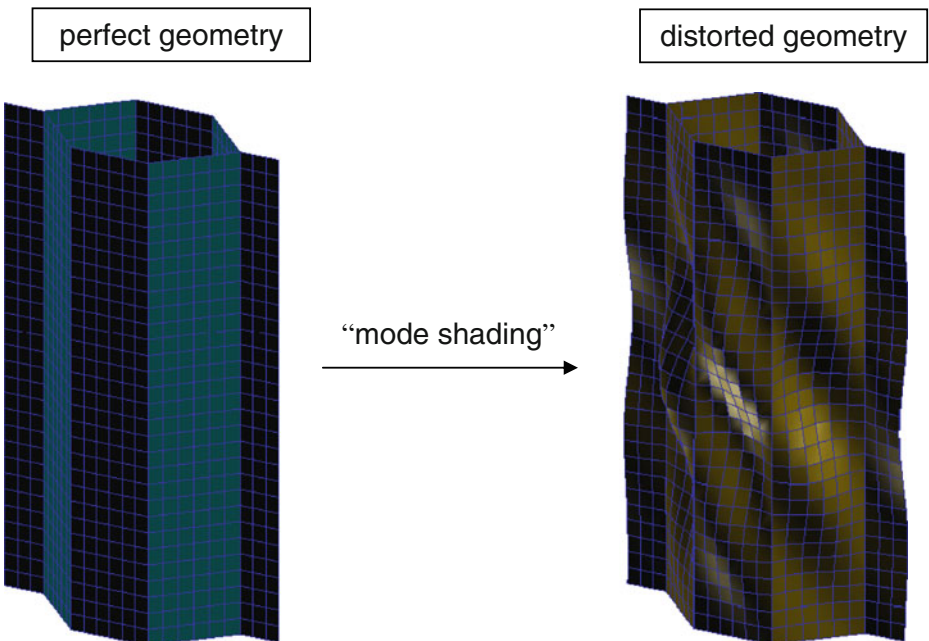 perfect geometry
distorted geometry
“mode shading”